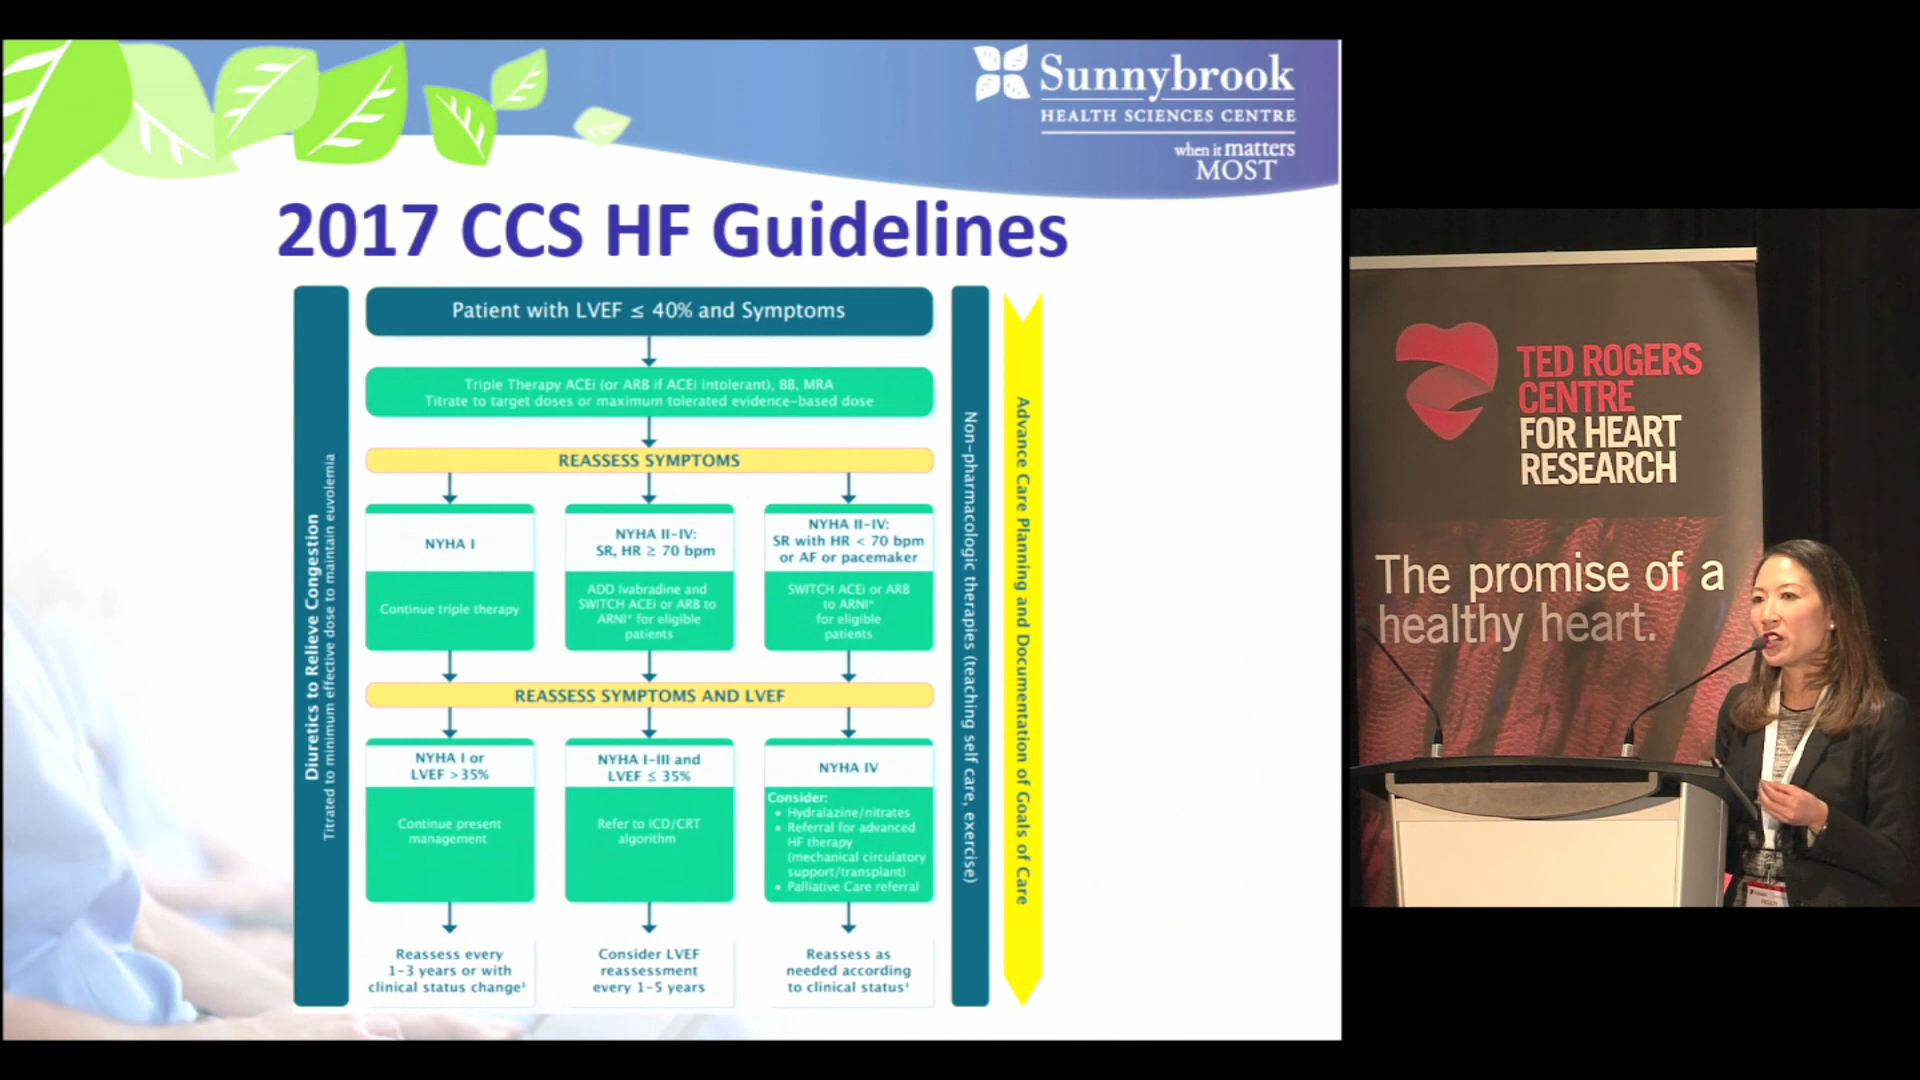 Sunnybrook
HEALTH SCIENCES CENTRE
when it matters
MOST
2017 CCS HF Guidelines
Diuretics to Relieve Congestion
Titrated to minimum effective dose to maintain euvolemia
Patient with LVEF ≤ 40% and Symptoms
Triple Therapy ACEi (or ARB if ACEi intolerant), BB, MRA
Titrate to target doses or maximum tolerated evidence-based dose
REASSESS SYMPTOMS
NYHA I
Continue triple therapy
NYHA II-IV:
SR, HR ≥ 70 bpm
ADD Ivabradine and
SWITCH ACEi or ARB to
ARNI* for eligible
patients
NYHA II-IV:
SR with HR < 70 bpm
or AF or pacemaker
SWITCH ACEi or ARB
to ARNI*
for eligible
patients
REASSESS SYMPTOMS AND LVEF
NYHA I or
LVEF >35%
Continue present
management
NYHA I-III and
LVEF ≤ 35%
Refer to ICD/CRT
algorithm
NYHA IV
Consider:
• Hydralazine/nitrates
• Referral for advanced
HF therapy
(mechanical circulatory
support/transplant)
• Palliative Care referral
Reassess every
1-3 years or with
clinical status change‡
Consider LVEF
reassessment
every 1-5 years
Reassess as
needed according
to clinical status‡
Non-pharmacologic therapies (teaching self care, exercise)
Advance Care Planning and Documentation of Goals of Care
TED ROGERS
CENTRE
FOR HEART
RESEARCH
The promise of a
healthy heart.